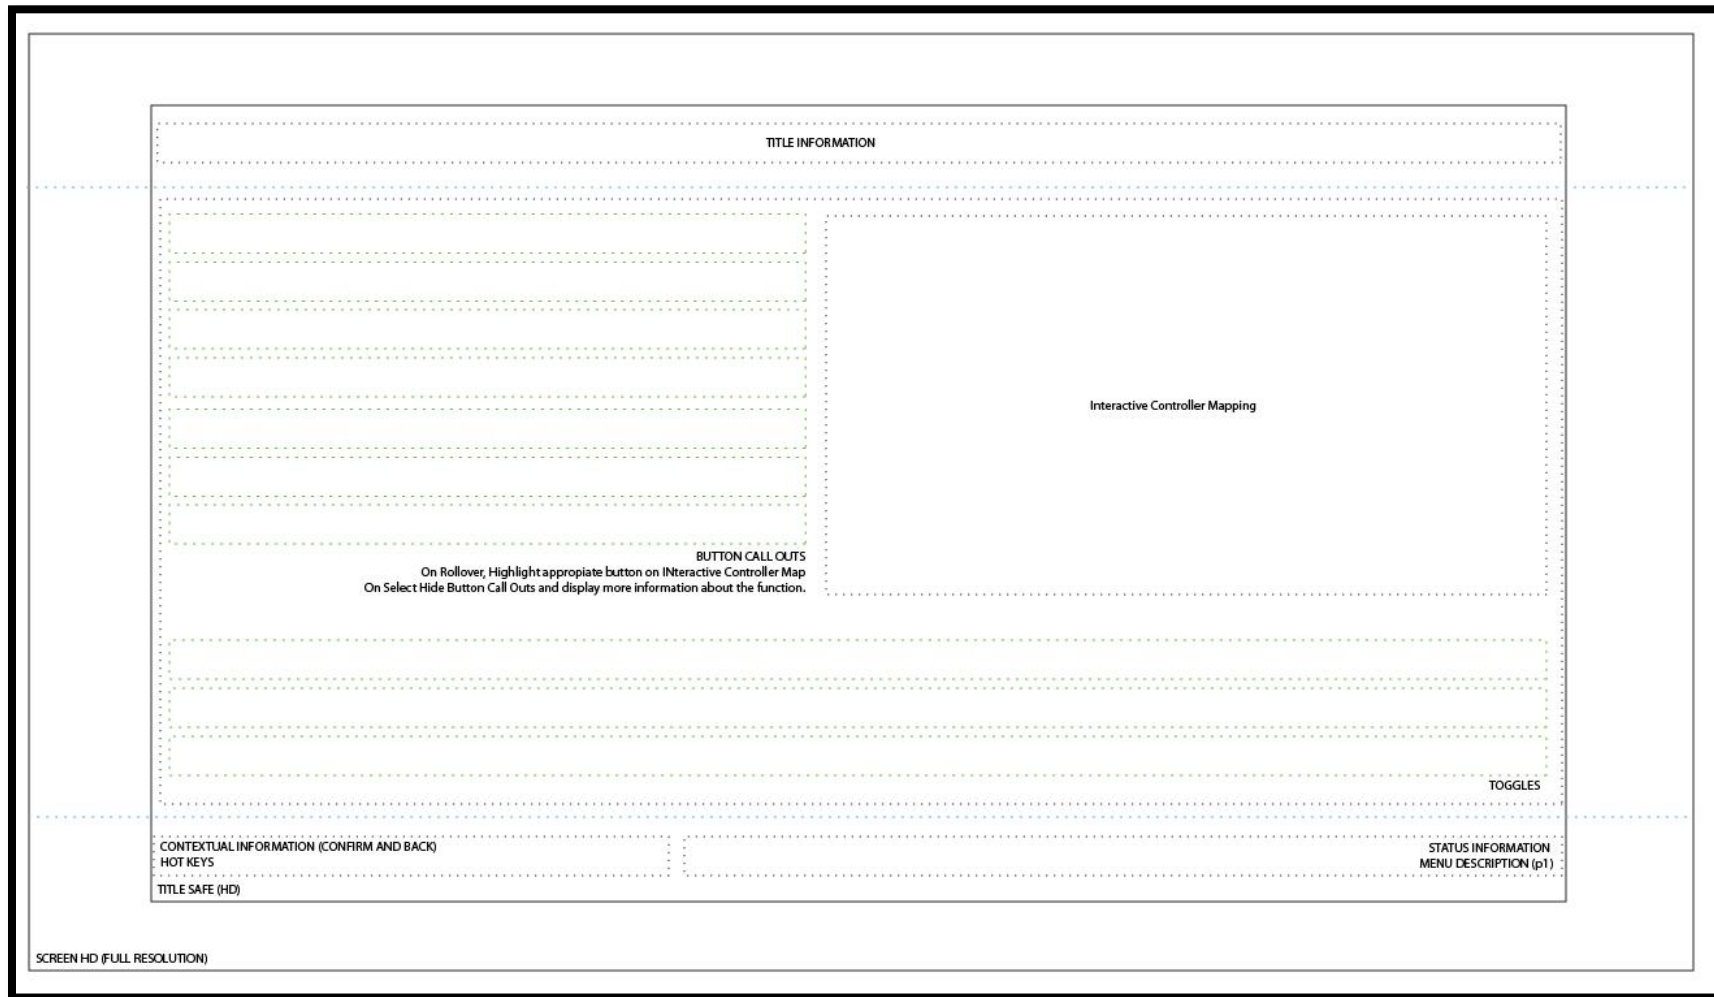 TITLE INFORMATION
Interactive Controller Mapping
BUTTON CALL OUTS
On Rollover, Highlight appropiate button on INteractive Controller Map
On Select Hide Button Call Outs and display more information about the function.
TOGGLES
CONTEXTUAL INFORMATION (CONFIRM AND BACK)
HOT KEYS
STATUS INFORMATION
MENU DESCRIPTION (p1)
TITLE SAFE (HD)
SCREEN HD (FULL RESOLUTION)